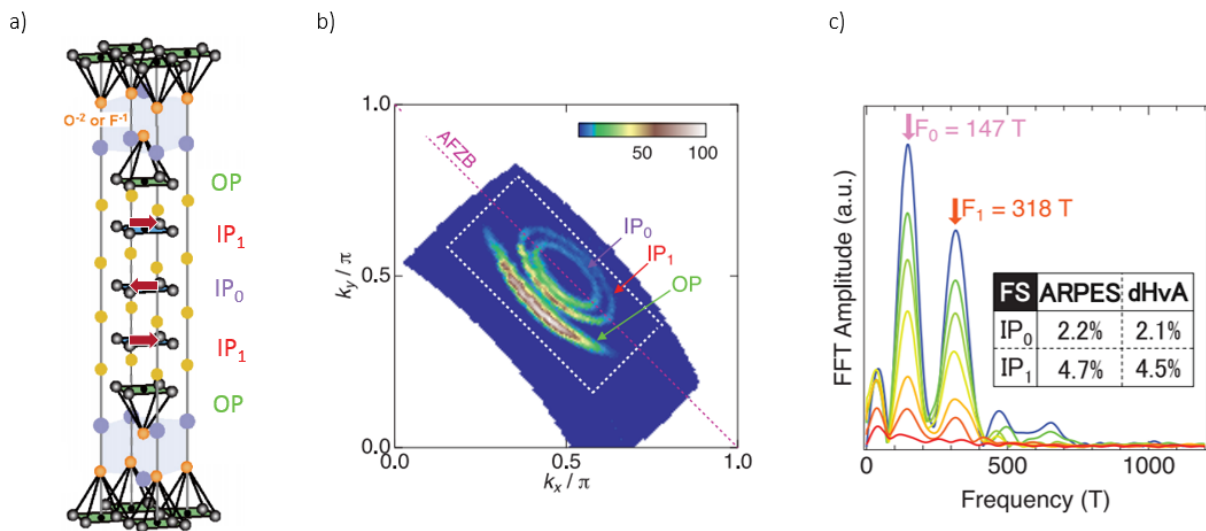 a)
O⁻² or F⁻¹
OP
IP₁
IP₀
IP₁
OP
b)
1.0
0.5
0.0
k_y / π
0.0
0.5
1.0
k_x / π
AFZB
50 100
IP₀
IP₁
OP
c)
FFT Amplitude (a.u.)
F₀ = 147 T
F₁ = 318 T
FS ARPES dHvA
IP₀ 2.2% 2.1%
IP₁ 4.7% 4.5%
0 500 1000
Frequency (T)